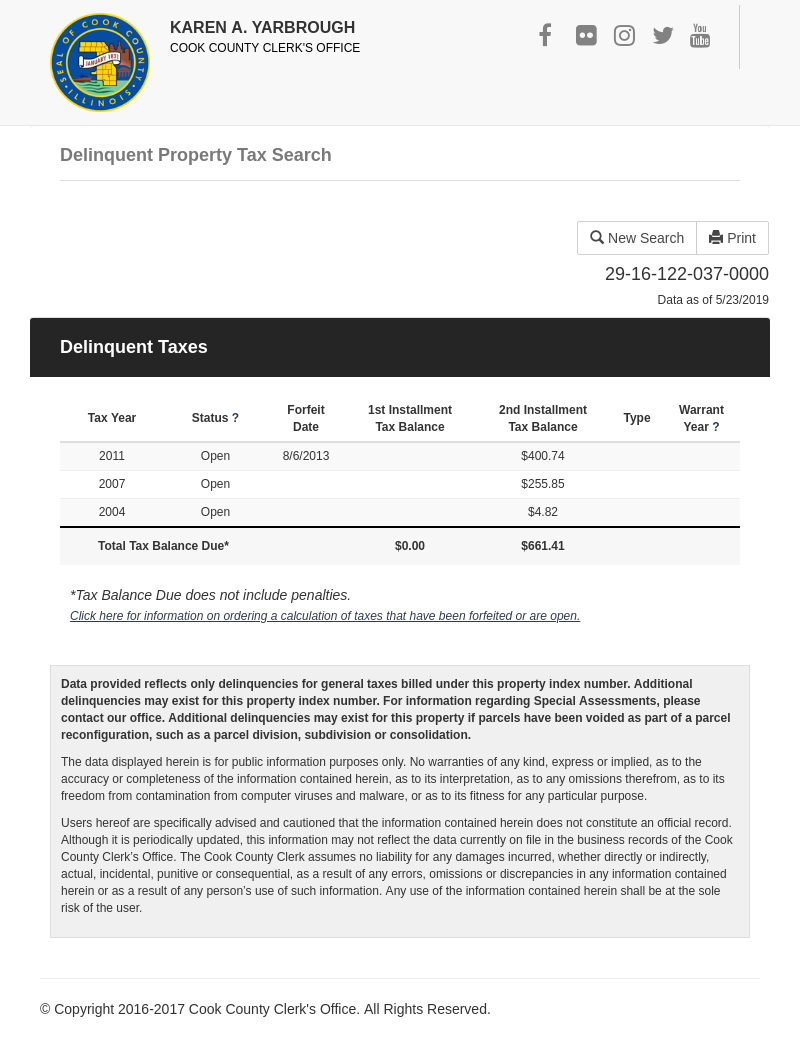 SEAL OF COOK COUNTY
JANUARY 1831
ILLINOIS
KAREN A. YARBROUGH
COOK COUNTY CLERK'S OFFICE
You
Tube
Delinquent Property Tax Search
New Search Print
29-16-122-037-0000
Data as of 5/23/2019
Delinquent Taxes
Tax Year Status ? Forfeit Date 1st Installment Tax Balance 2nd Installment Tax Balance Type Warrant Year ?
2011 Open 8/6/2013 $400.74
2007 Open $255.85
2004 Open $4.82
Total Tax Balance Due* $0.00 $661.41
*Tax Balance Due does not include penalties.
Click here for information on ordering a calculation of taxes that have been forfeited or are open.
Data provided reflects only delinquencies for general taxes billed under this property index number. Additional
delinquencies may exist for this property index number. For information regarding Special Assessments, please
contact our office. Additional delinquencies may exist for this property if parcels have been voided as part of a parcel
reconfiguration, such as a parcel division, subdivision or consolidation.
The data displayed herein is for public information purposes only. No warranties of any kind, express or implied, as to the
accuracy or completeness of the information contained herein, as to its interpretation, as to any omissions therefrom, as to its
freedom from contamination from computer viruses and malware, or as to its fitness for any particular purpose.
Users hereof are specifically advised and cautioned that the information contained herein does not constitute an official record.
Although it is periodically updated, this information may not reflect the data currently on file in the business records of the Cook
County Clerk’s Office. The Cook County Clerk assumes no liability for any damages incurred, whether directly or indirectly,
actual, incidental, punitive or consequential, as a result of any errors, omissions or discrepancies in any information contained
herein or as a result of any person’s use of such information. Any use of the information contained herein shall be at the sole
risk of the user.
© Copyright 2016-2017 Cook County Clerk's Office. All Rights Reserved.